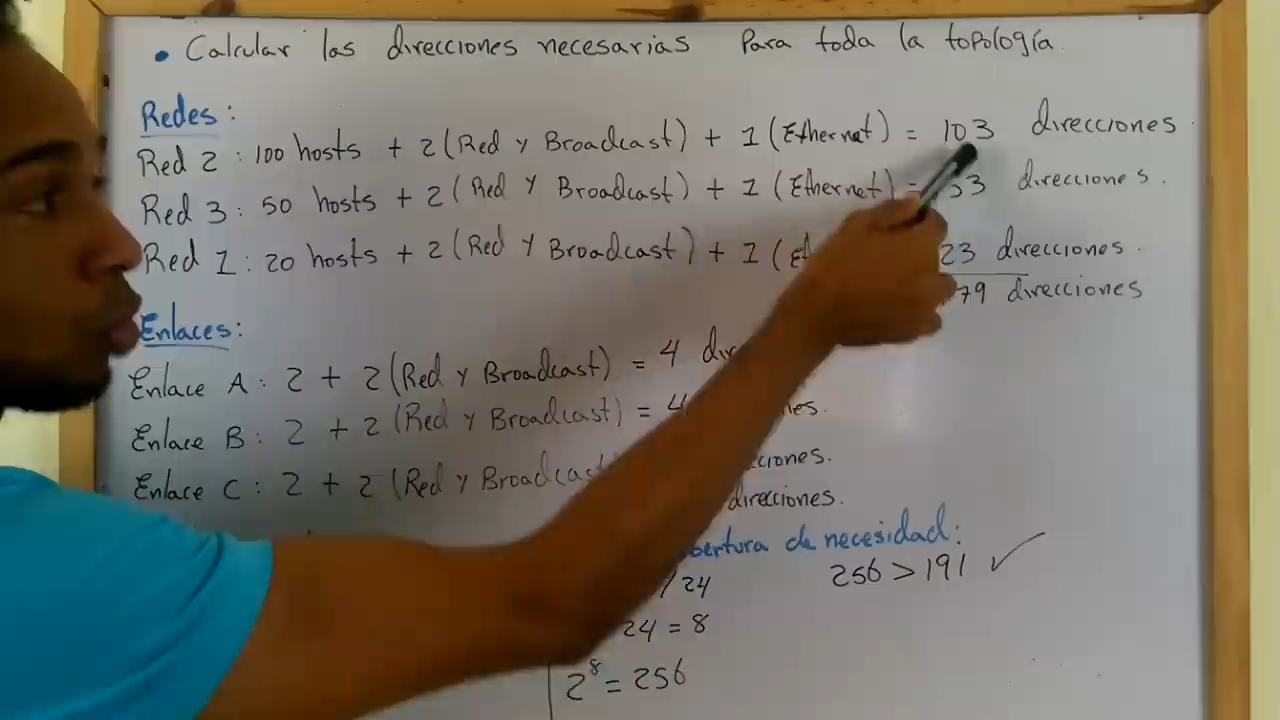 • Calcular las direcciones necesarias Para toda la topología.
Redes:
Red 2 : 100 hosts + 2 (Red y Broadcast) + 1 (Ethernet) = 103 direcciones
Red 3 : 50 hosts + 2 (Red y Broadcast) + 1 (Ethernet) = 53 direcciones.
Red 1 : 20 hosts + 2 (Red y Broadcast) + 1 ( 23 direcciones.
79 direcciones
Enlaces:
Enlace A : 2 + 2 (Red y Broadcast) = 4
Enlace B : 2 + 2 (Red y Broadcast) = 4
Enlace C : 2 + 2 (Red y Broadcast
direcciones.
de necesidad:
/24 256 > 191 ✓
24 = 8
2⁸ = 256